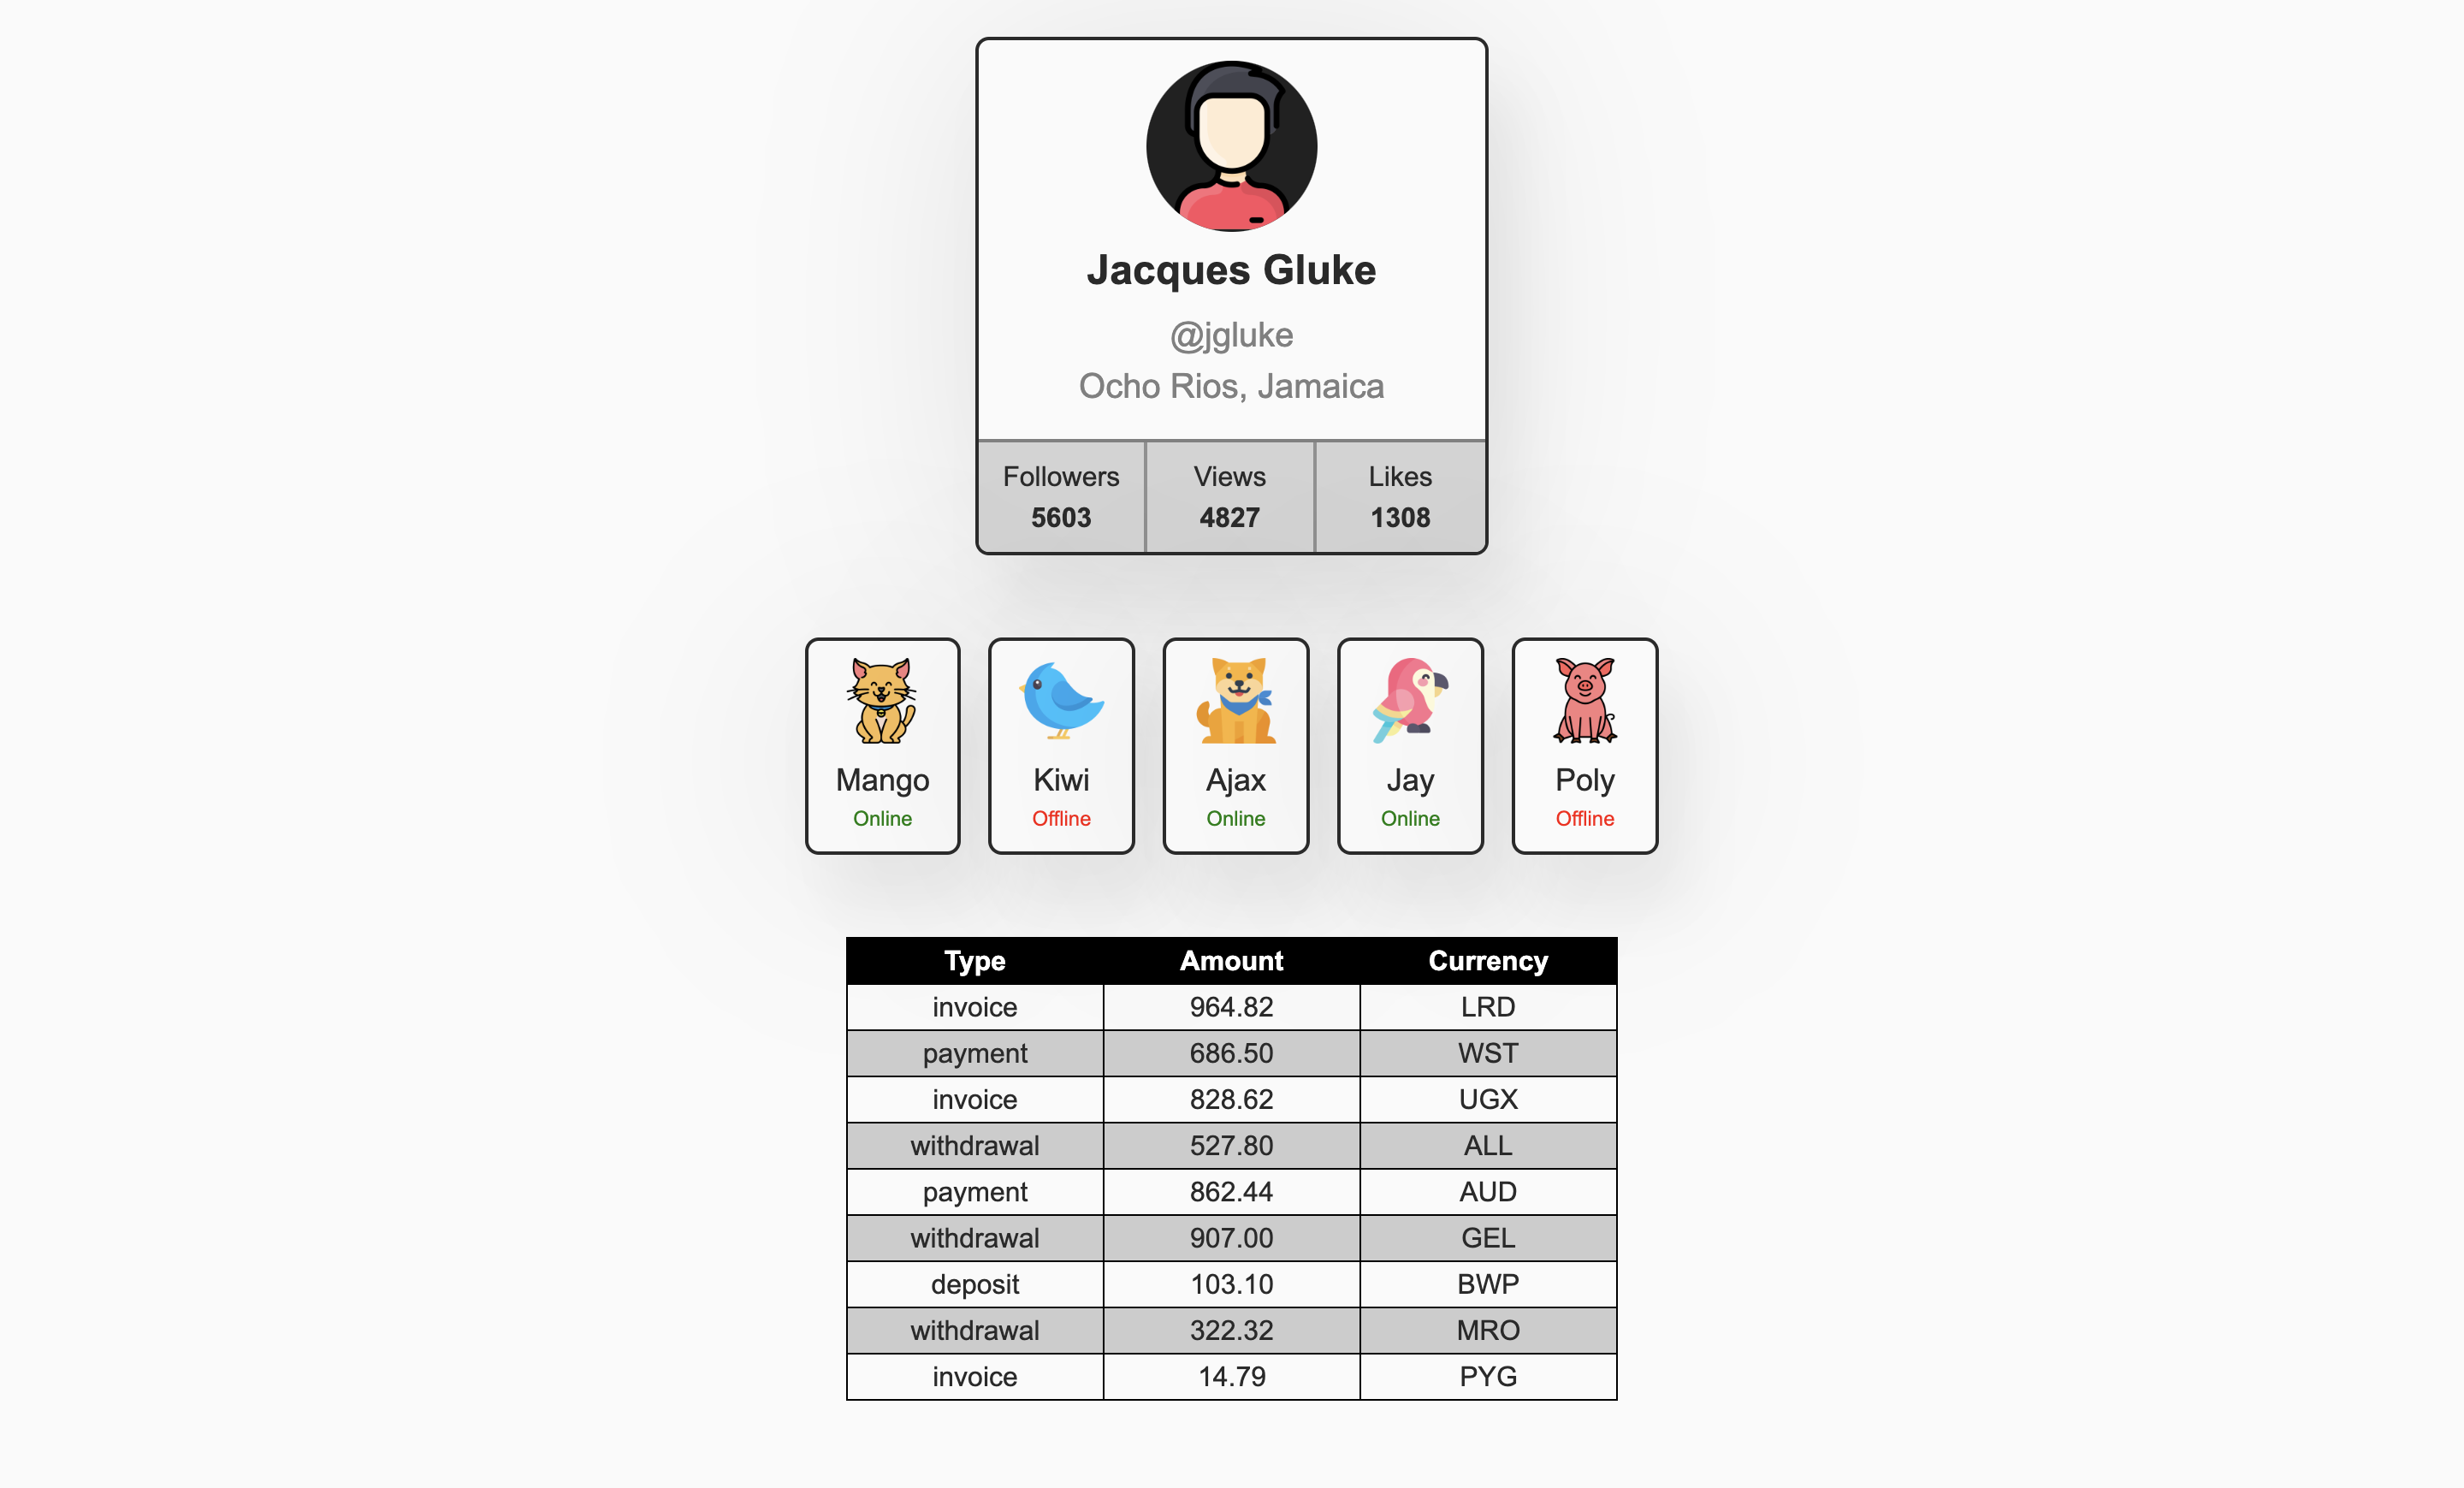 Jacques Gluke
@jgluke
Ocho Rios, Jamaica
Followers Views Likes
5603 4827 1308
Mango Kiwi Ajax Jay Poly
Online Offline Online Online Offline
Type Amount Currency
invoice 964.82 LRD
payment 686.50 WST
invoice 828.62 UGX
withdrawal 527.80 ALL
payment 862.44 AUD
withdrawal 907.00 GEL
deposit 103.10 BWP
withdrawal 322.32 MRO
invoice 14.79 PYG